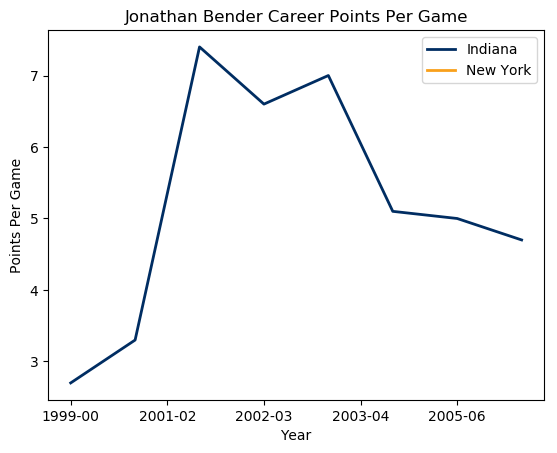 Jonathan Bender Career Points Per Game
Indiana
New York
Points Per Game
7
6
5
4
3
1999-00 2001-02 2002-03 2003-04 2005-06
Year